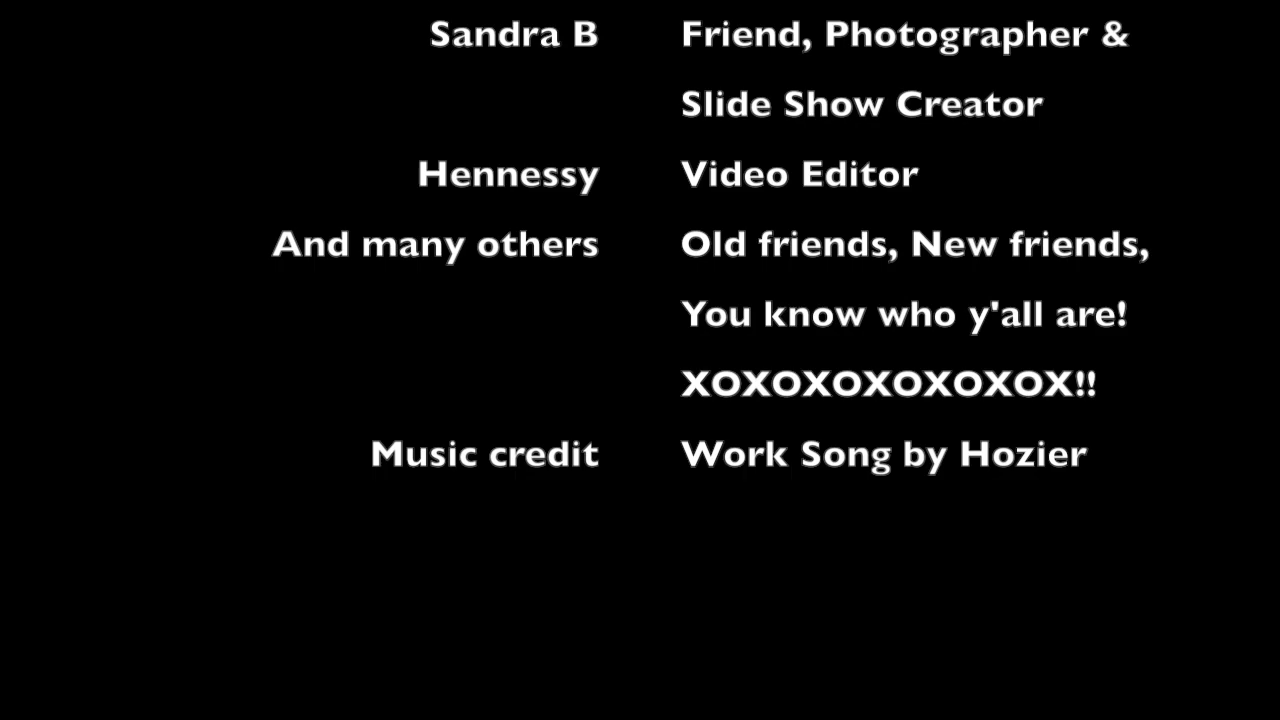 Sandra B Friend, Photographer &
Slide Show Creator
Hennessy Video Editor
And many others Old friends, New friends,
You know who y'all are!
XOXOXOXOXOXOX!!
Music credit Work Song by Hozier